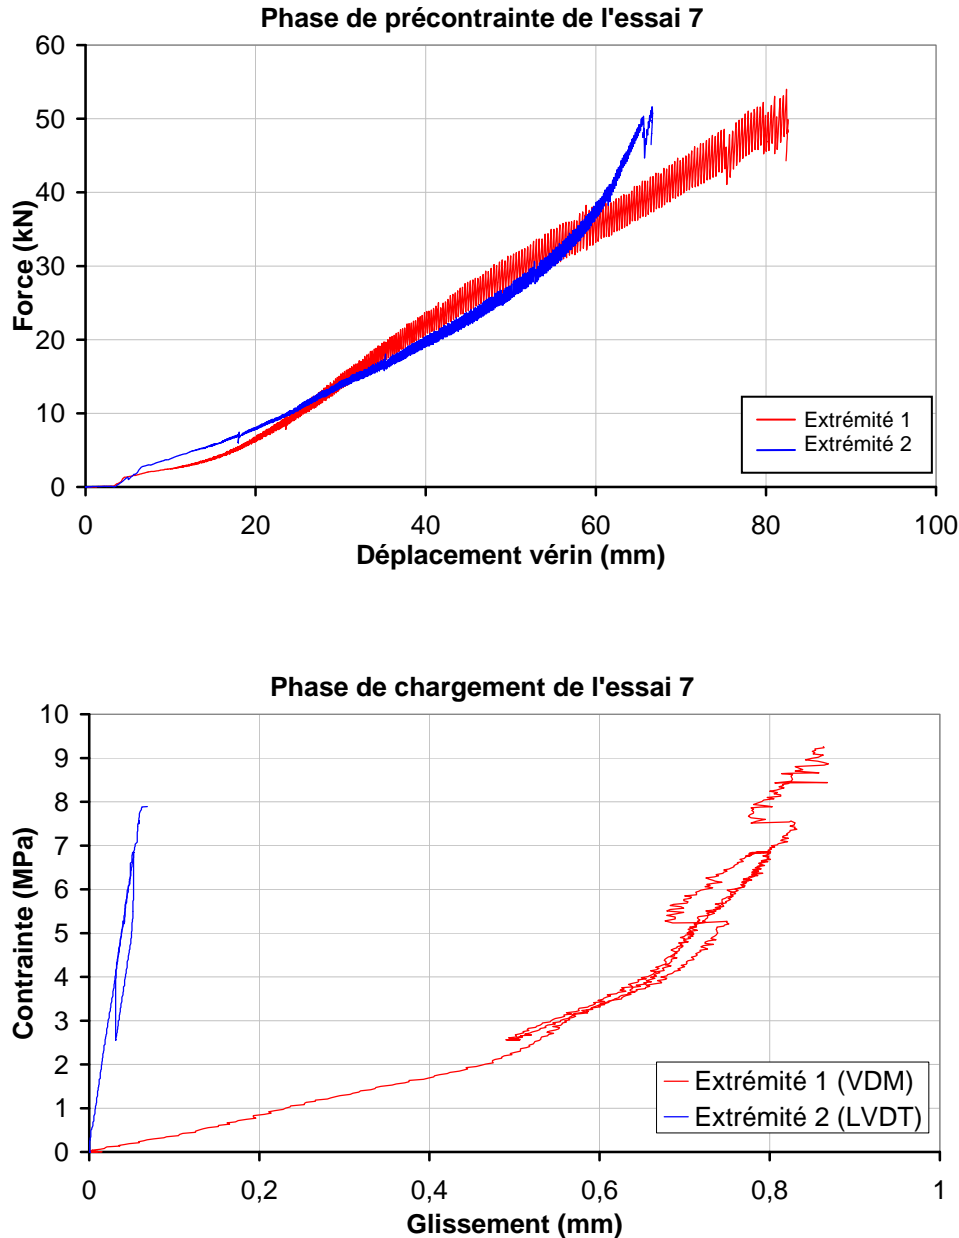 Phase de précontrainte de l'essai 7
60
50
40
30
20
10
0
Force (kN)
Extrémité 1
Extrémité 2
0 20 40 60 80 100
Déplacement vérin (mm)
Phase de chargement de l'essai 7
10
9
8
7
6
5
4
3
2
1
0
Contrainte (MPa)
Extrémité 1 (VDM)
Extrémité 2 (LVDT)
0 0,2 0,4 0,6 0,8 1
Glissement (mm)